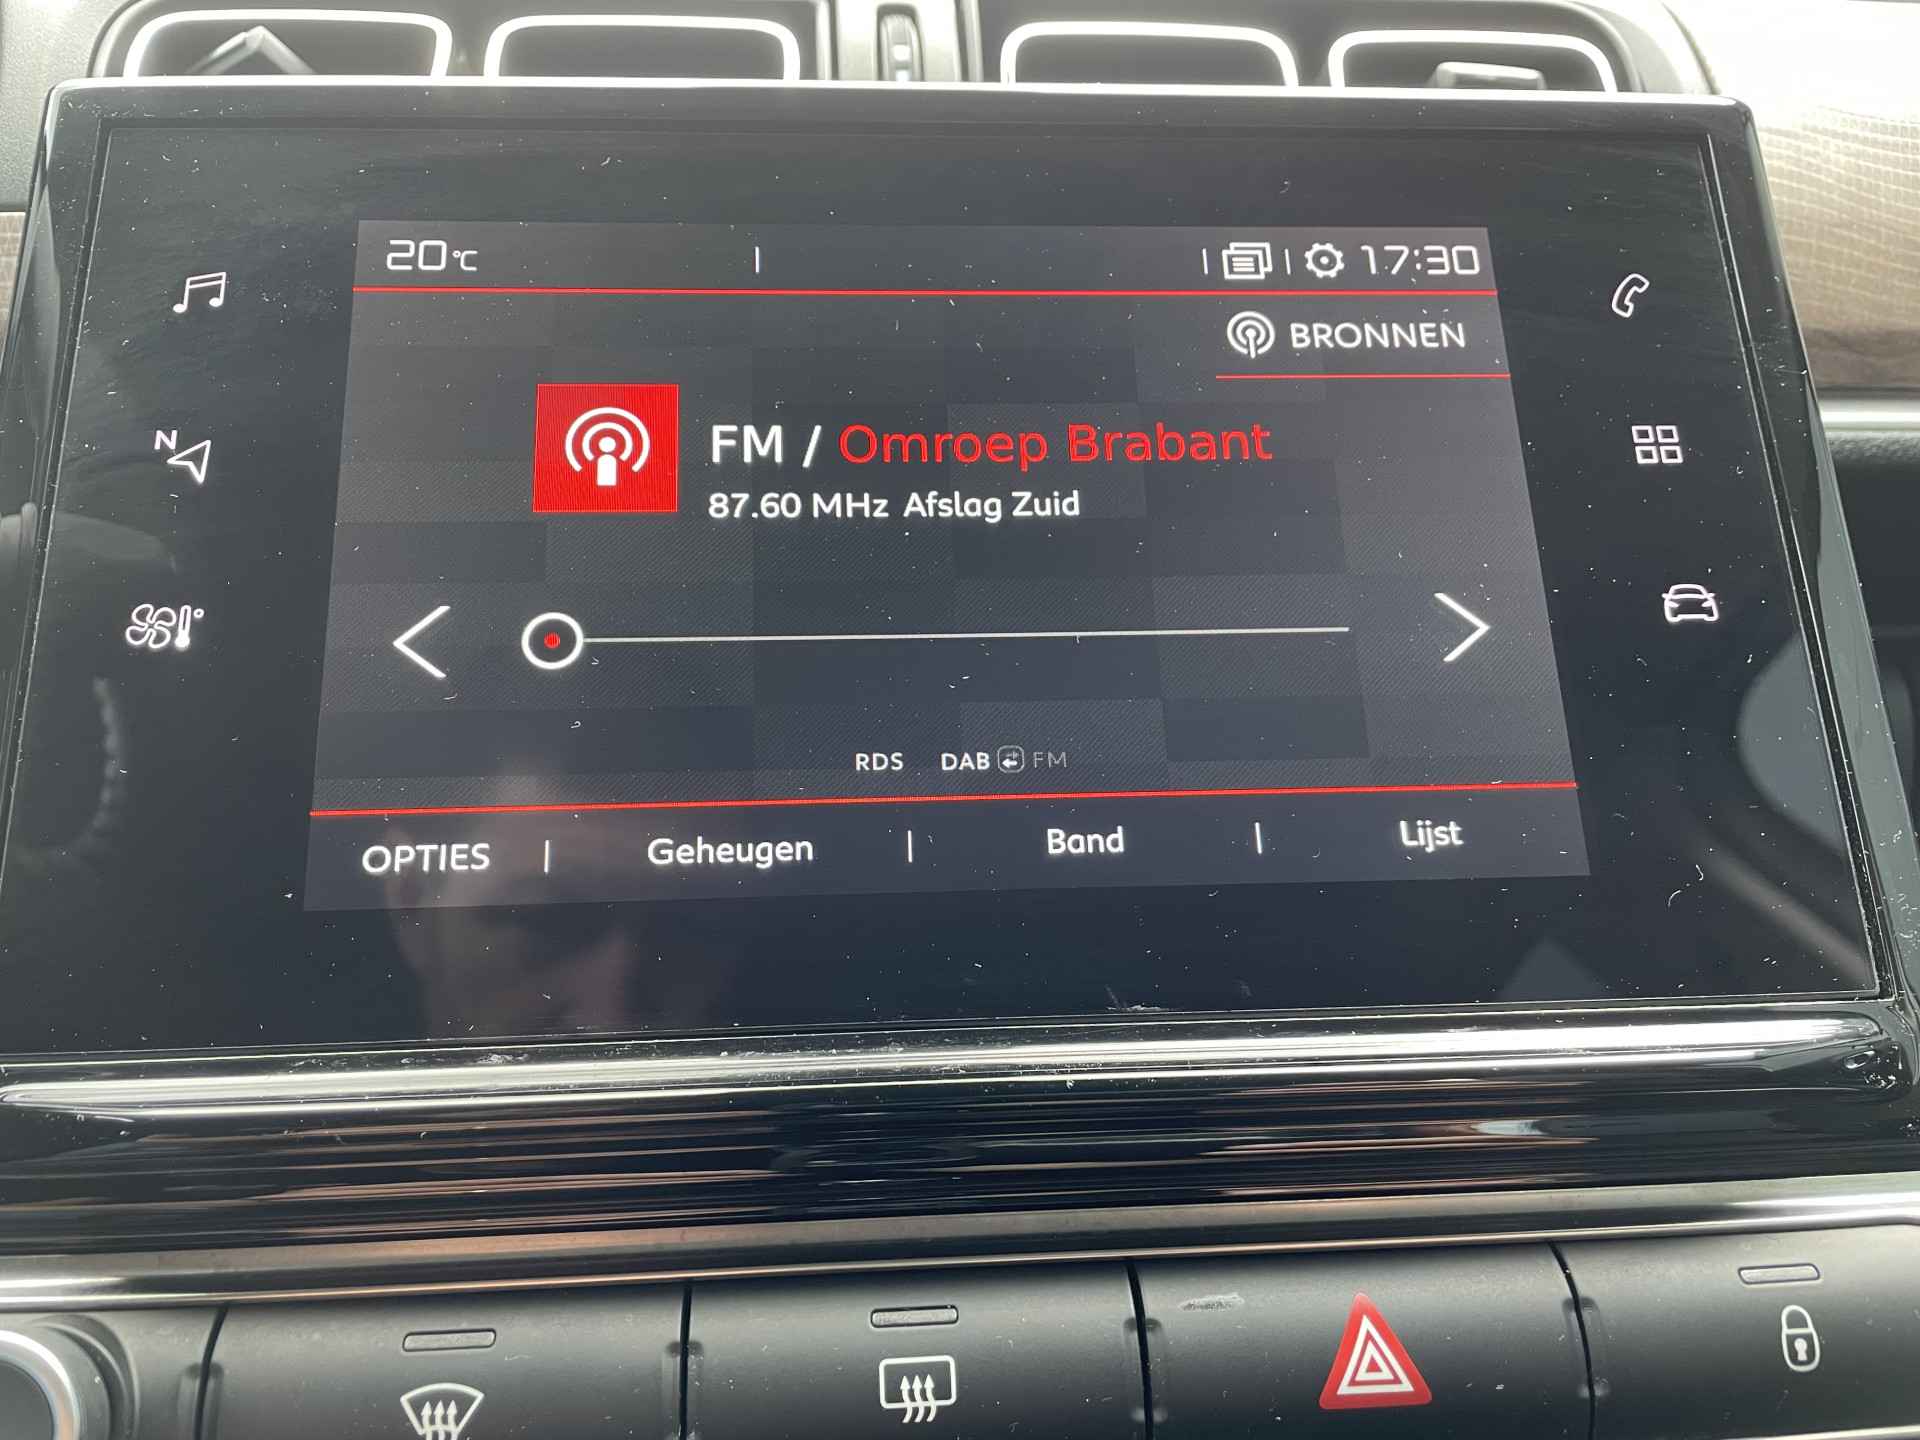 20°C | | | 17:30
BRONNEN
FM / Omroep Brabant
87.60 MHz Afslag Zuid
N
RDS DAB FM
OPTIES | Geheugen | Band | Lijst